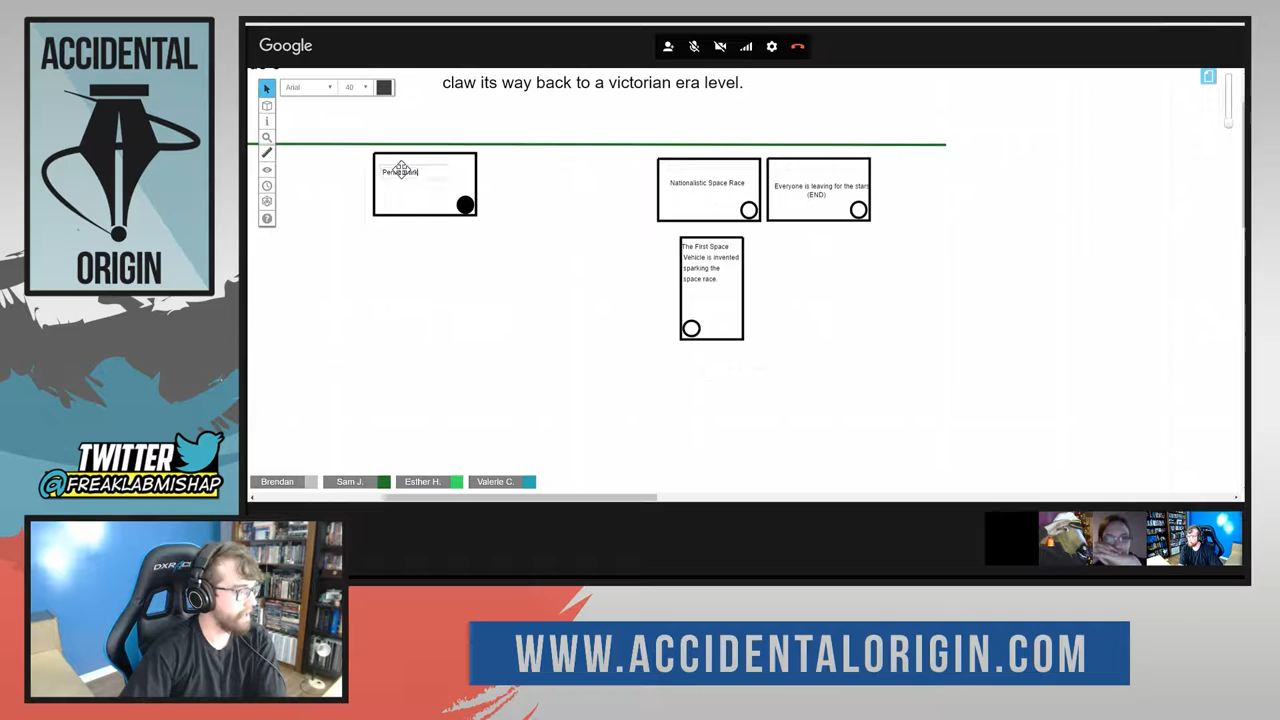 ACCIDENTAL
ORIGIN
Google
claw its way back to a victorian era level.
Arial
40
Nationalistic Space Race
Everyone is leaving for the stars
(END)
The First Space
Vehicle is invented
sparking the
space race.
Brendan
Sam J.
Esther H.
Valerie C.
TWITTER
@FREAKLABMISHAP
WWW.ACCIDENTALORIGIN.COM